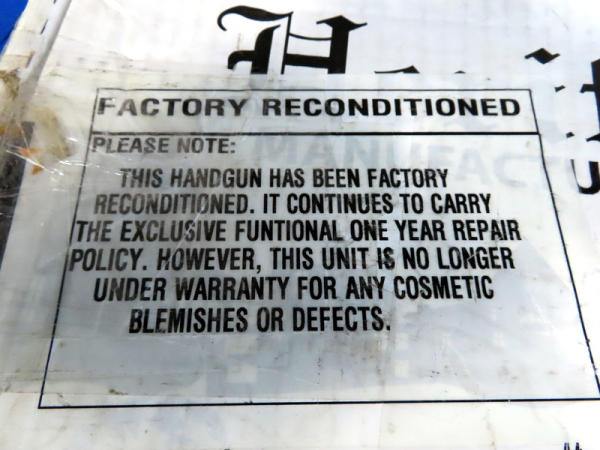 FACTORY RECONDITIONED
PLEASE NOTE:
THIS HANDGUN HAS BEEN FACTORY
RECONDITIONED. IT CONTINUES TO CARRY
THE EXCLUSIVE FUNTIONAL ONE YEAR REPAIR
POLICY. HOWEVER, THIS UNIT IS NO LONGER
UNDER WARRANTY FOR ANY COSMETIC
BLEMISHES OR DEFECTS.